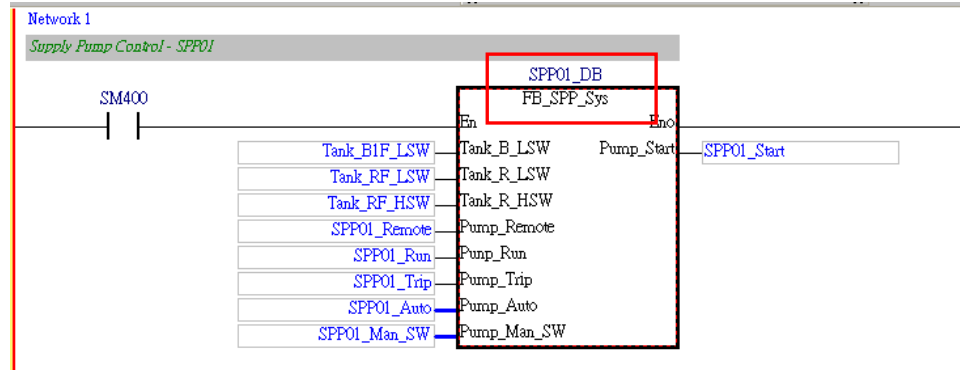 Network 1
Supply Pump Control - SPP01
SPP01_DB
SM400
FB_SPP_Sys
En Eno
Tank_B1F_LSW Tank_B_LSW Pump_Start SPP01_Start
Tank_RF_LSW Tank_R_LSW
Tank_RF_HSW Tank_R_HSW
SPP01_Remote Pump_Remote
SPP01_Run Punp_Run
SPP01_Trip Pump_Trip
SPP01_Auto Pump_Auto
SPP01_Man_SW Pump_Man_SW